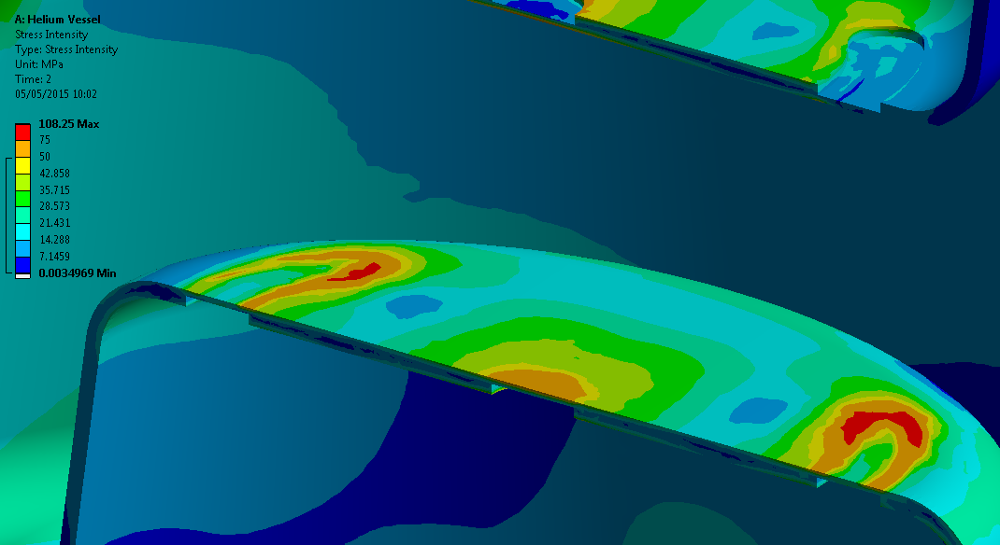 A: Helium Vessel
Stress Intensity
Type: Stress Intensity
Unit: MPa
Time: 2
05/05/2015 10:02
108.25 Max
75
50
42.858
35.715
28.573
21.431
14.288
7.1459
0.0034969 Min